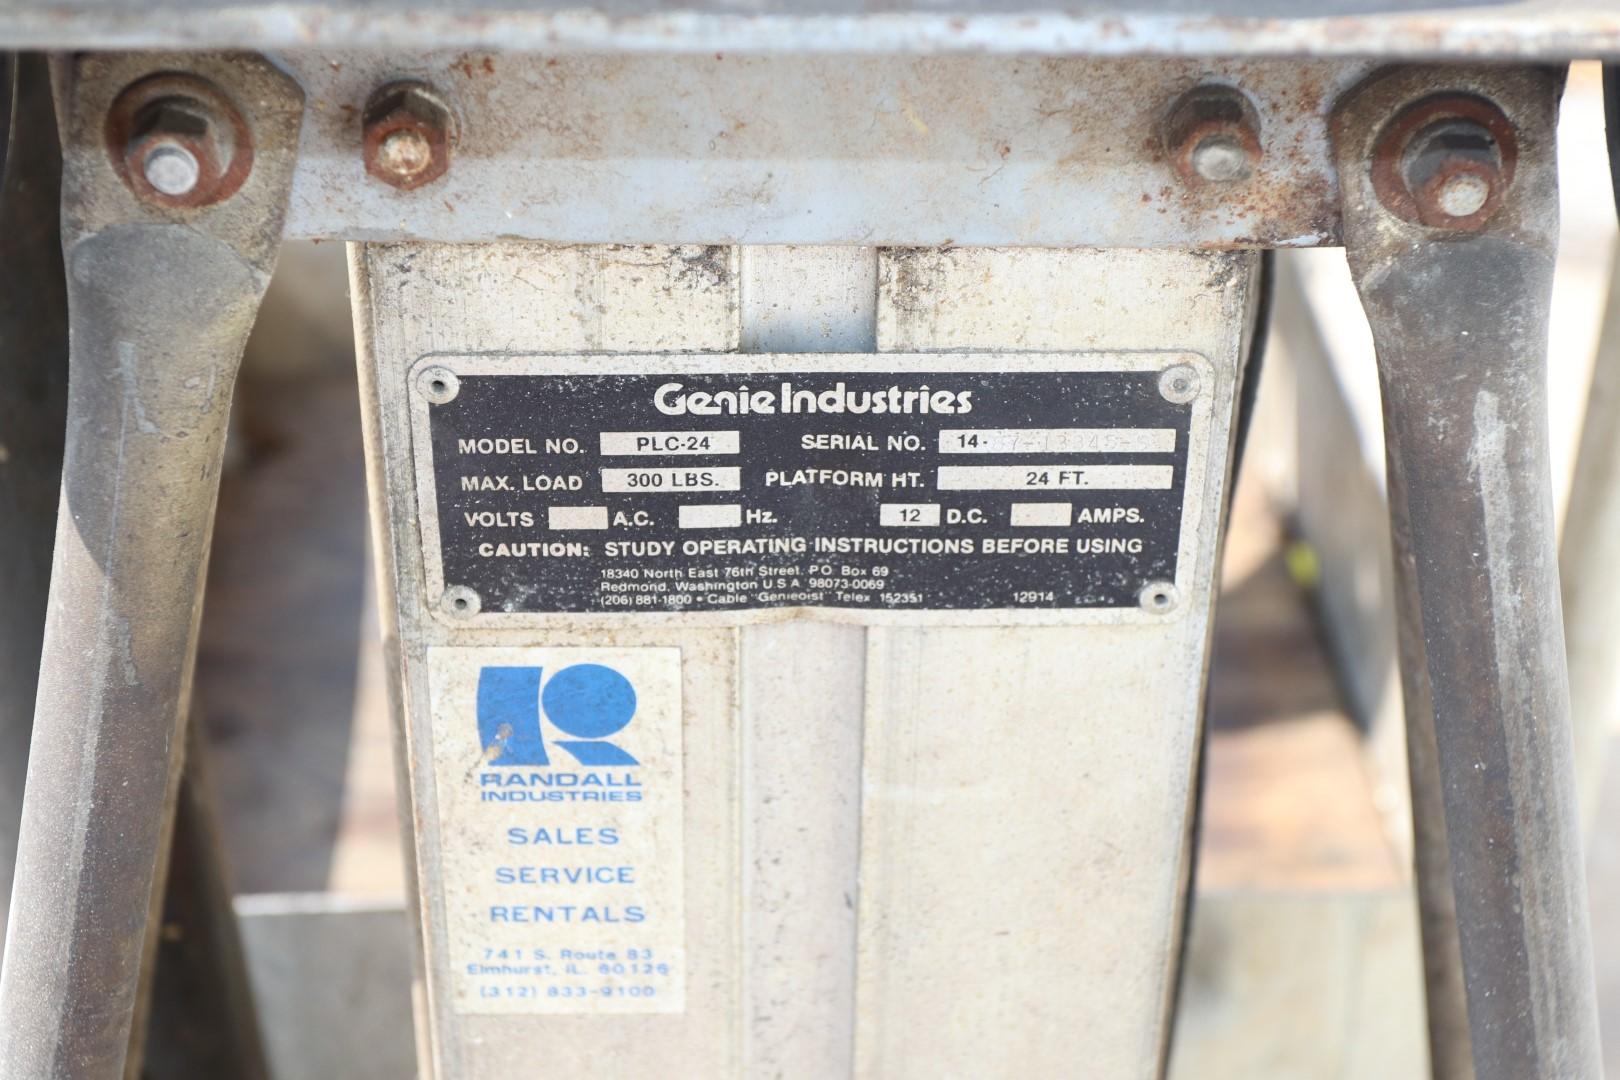 Genie Industries
MODEL NO. PLC-24 SERIAL NO. 14-
MAX. LOAD 300 LBS. PLATFORM HT. 24 FT.
VOLTS A.C. Hz. 12 D.C. AMPS.
CAUTION: STUDY OPERATING INSTRUCTIONS BEFORE USING
18340 North East 76th Street. P.O. Box 69
Redmond, Washington U.S.A. 98073-0069
(206) 881-1800 • Cable "Genieoist" Telex 152351 12914
R
RANDALL
INDUSTRIES
SALES
SERVICE
RENTALS
741 S. Route 83
Elmhurst, IL. 60126
(312) 833-9100